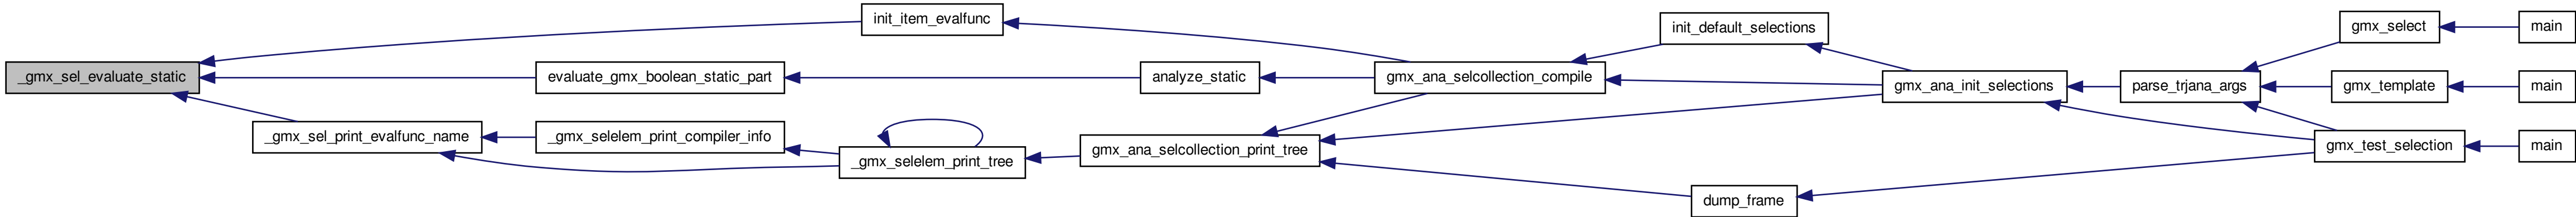 _gmx_sel_evaluate_static
init_item_evalfunc
evaluate_gmx_boolean_static_part
_gmx_sel_print_evalfunc_name
_gmx_selelem_print_compiler_info
_gmx_selelem_print_tree
analyze_static
gmx_ana_selcollection_print_tree
gmx_ana_selcollection_compile
init_default_selections
dump_frame
gmx_ana_init_selections
parse_trjana_args
gmx_select
gmx_template
gmx_test_selection
main
main
main